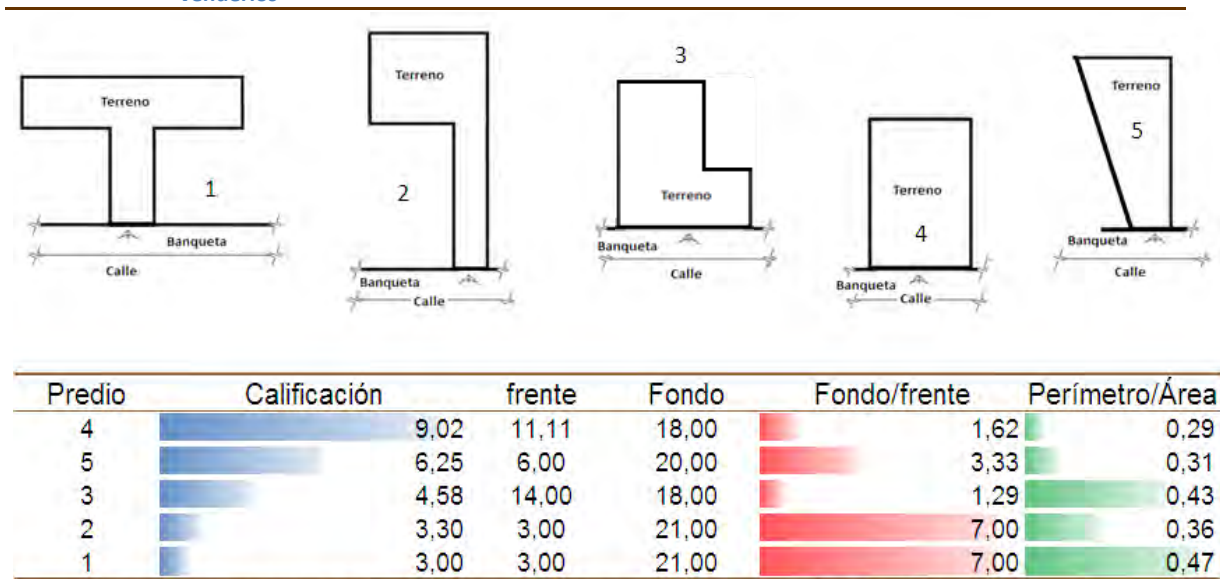 3
Terreno
Terreno
Terreno
5
1
2
Terreno
Terreno
4
Banqueta
Calle
Banqueta
Calle
Banqueta
Calle
Banqueta
Calle
Banqueta
Calle
Predio Calificación frente Fondo Fondo/frente Perímetro/Área
4 9,02 11,11 18,00 1,62 0,29
5 6,25 6,00 20,00 3,33 0,31
3 4,58 14,00 18,00 1,29 0,43
2 3,30 3,00 21,00 7,00 0,36
1 3,00 3,00 21,00 7,00 0,47